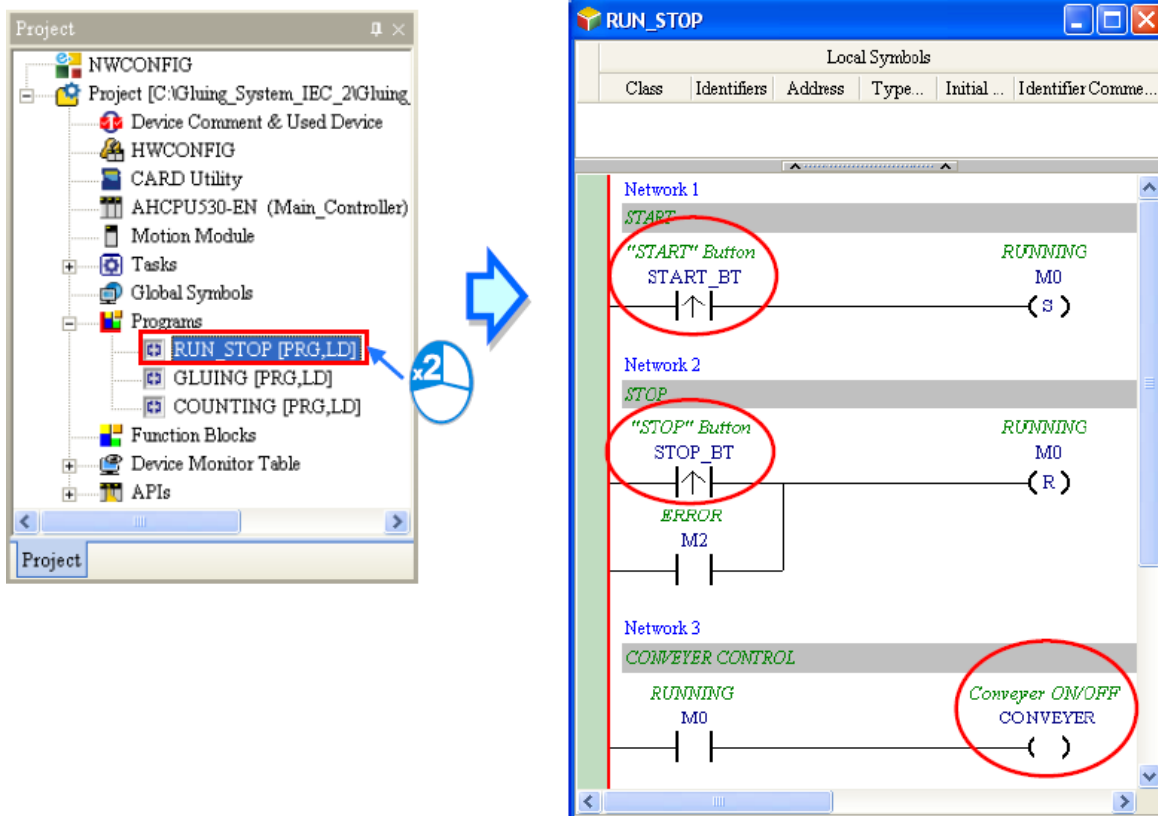 Project
NWCONFIG
Project [C:\Gluing_System_IEC_2\Gluing_
Device Comment & Used Device
HWCONFIG
CARD Utility
AHCPU530-EN (Main_Controller)
Motion Module
Tasks
Global Symbols
Programs
RUN_STOP [PRG,LD]
GLUING [PRG,LD]
COUNTING [PRG,LD]
Function Blocks
Device Monitor Table
APIs
Project
x2
RUN_STOP
Local Symbols
Class Identifiers Address Type... Initial ... Identifier Comme...
Network 1
START
"START" Button RUNNING
START_BT M0
S
Network 2
STOP
"STOP" Button RUNNING
STOP_BT M0
R
ERROR
M2
Network 3
CONVEYER CONTROL
RUNNING Conveyer ON/OFF
M0 CONVEYER